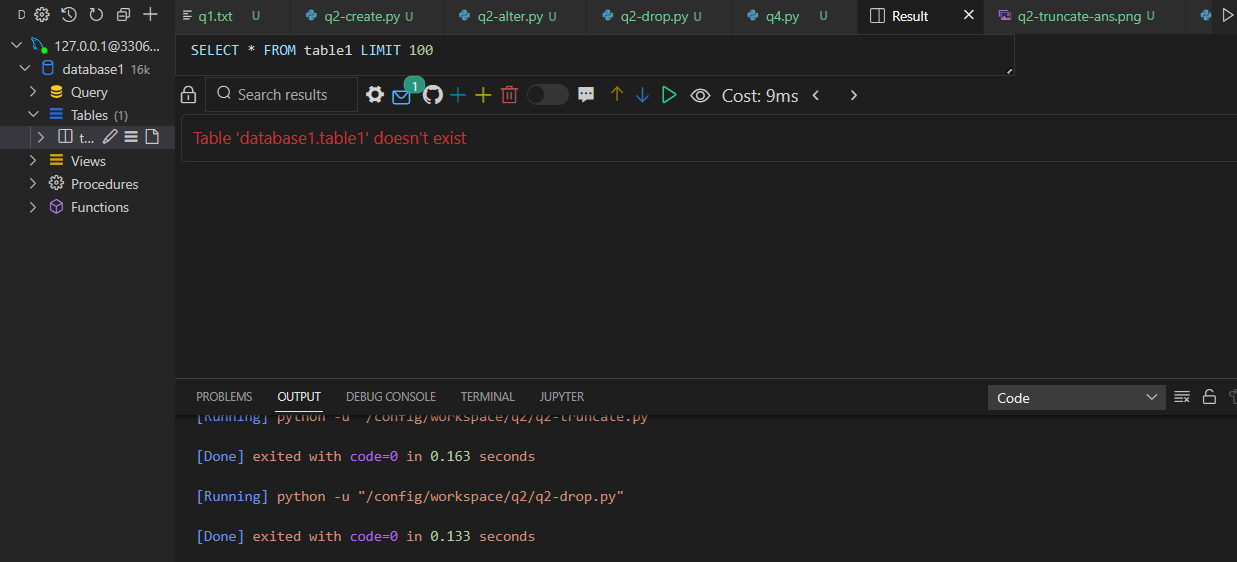 D
q1.txt U
q2-create.py U
q2-alter.py U
q2-drop.py U
q4.py U
Result
q2-truncate-ans.png U
127.0.0.1@3306...
database1 16k
Query
Tables (1)
t...
Views
Procedures
Functions
SELECT * FROM table1 LIMIT 100
Search results
1
Cost: 9ms
Table 'database1.table1' doesn't exist
PROBLEMS OUTPUT DEBUG CONSOLE TERMINAL JUPYTER
Code
[Running] python -u "/config/workspace/q2/q2-truncate.py"
[Done] exited with code=0 in 0.163 seconds
[Running] python -u "/config/workspace/q2/q2-drop.py"
[Done] exited with code=0 in 0.133 seconds